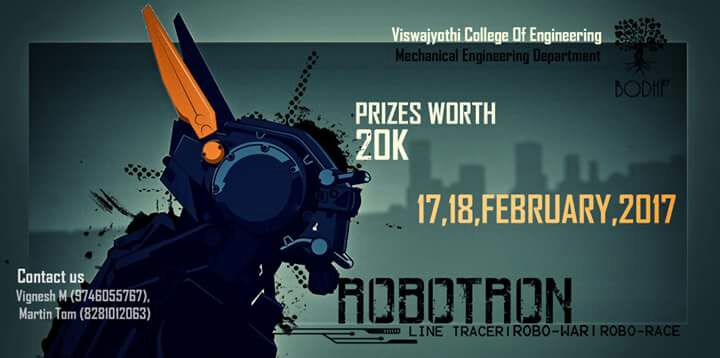 Viswajyothi College Of Engineering
Mechanical Engineering Department
BODHI
PRIZES WORTH
20K
17,18,FEBRUARY,2017
Contact us
Vignesh M (9746055767),
Martin Tom (8281012063)
ROBOTRON
LINE TRACER|ROBO-WAR|ROBO-RACE